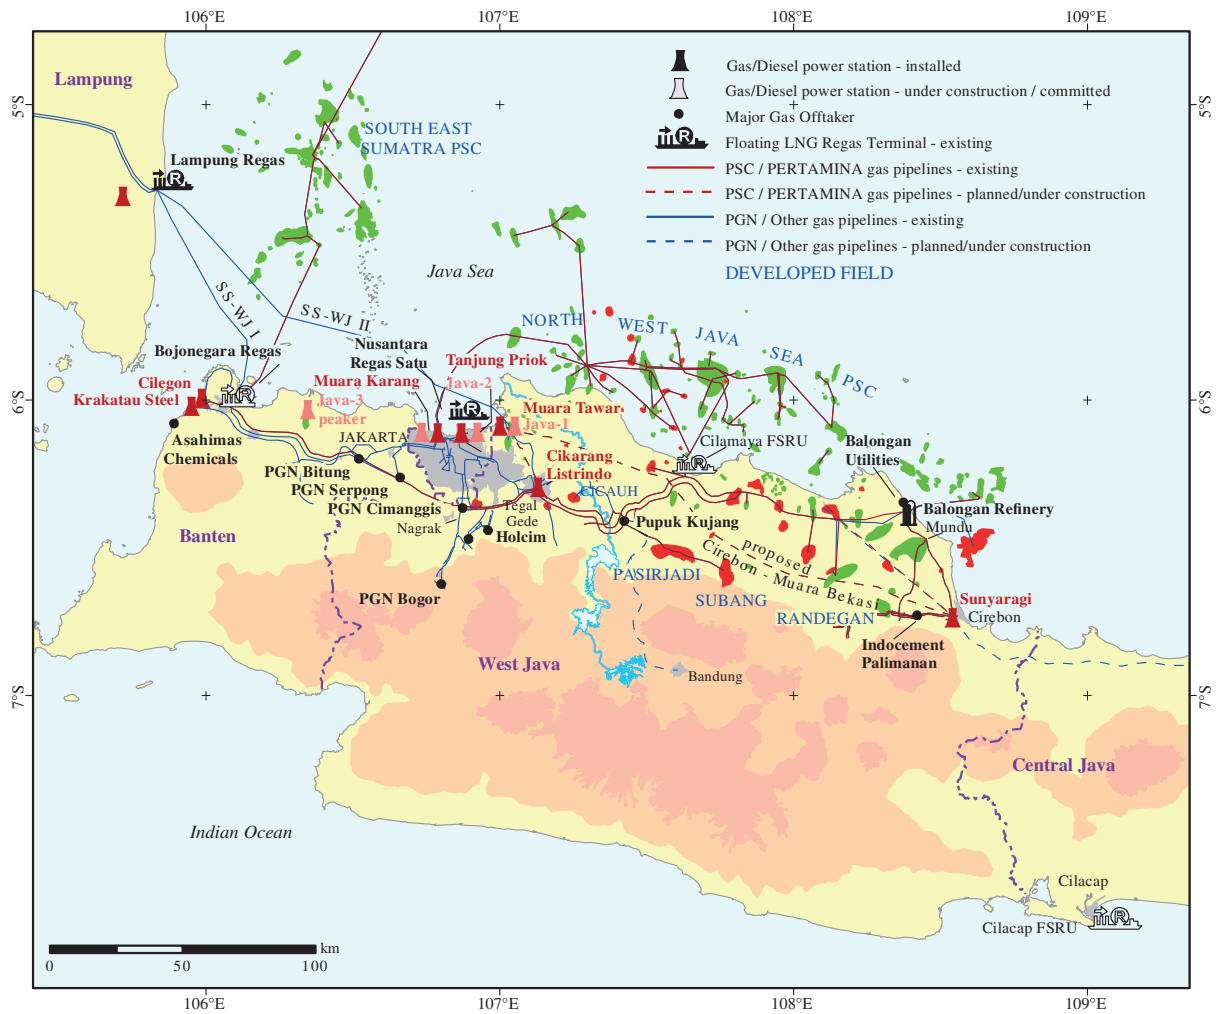 106°E
107°E
108°E
109°E
5°S
5°S
Lampung
Gas/Diesel power station - installed
Gas/Diesel power station - under construction / committed
Major Gas Offtaker
R
Floating LNG Regas Terminal - existing
PSC / PERTAMINA gas pipelines - existing
PSC / PERTAMINA gas pipelines - planned/under construction
PGN / Other gas pipelines - existing
PGN / Other gas pipelines - planned/under construction
DEVELOPED FIELD
SOUTH EAST
SUMATRA PSC
Lampung Regas
R
Java Sea
SS-WJ I
SS-WJ II
NORTH WEST JAVA SEA PSC
Nusantara
Regas Satu
Bojonegara Regas
Tanjung Priok
Cilegon
Krakatau Steel
R
Muara Karang
Java-2
Java-3
peaker
R
6°S
6°S
Muara Tawar
Java-1
JAKARTA
Asahimas
Chemicals
Cilamaya FSRU
R
Balongan
Utilities
Cikarang
Listrindo
PGN Bitung
PGN Serpong
CICAUH
PGN Cimanggis
Tegal
Gede
Nagrak
Holcim
Pupuk Kujang
Balongan Refinery
Mundu
Banten
proposed
Cirebon - Muara Bekasi
PASIRJADI
SUBANG
RANDEGAN
PGN Bogor
Sunyaragi
Cirebon
Indocement
Palimanan
West Java
Bandung
7°S
7°S
Central Java
Indian Ocean
Cilacap
R
Cilacap FSRU
km
0
50
100
106°E
107°E
108°E
109°E